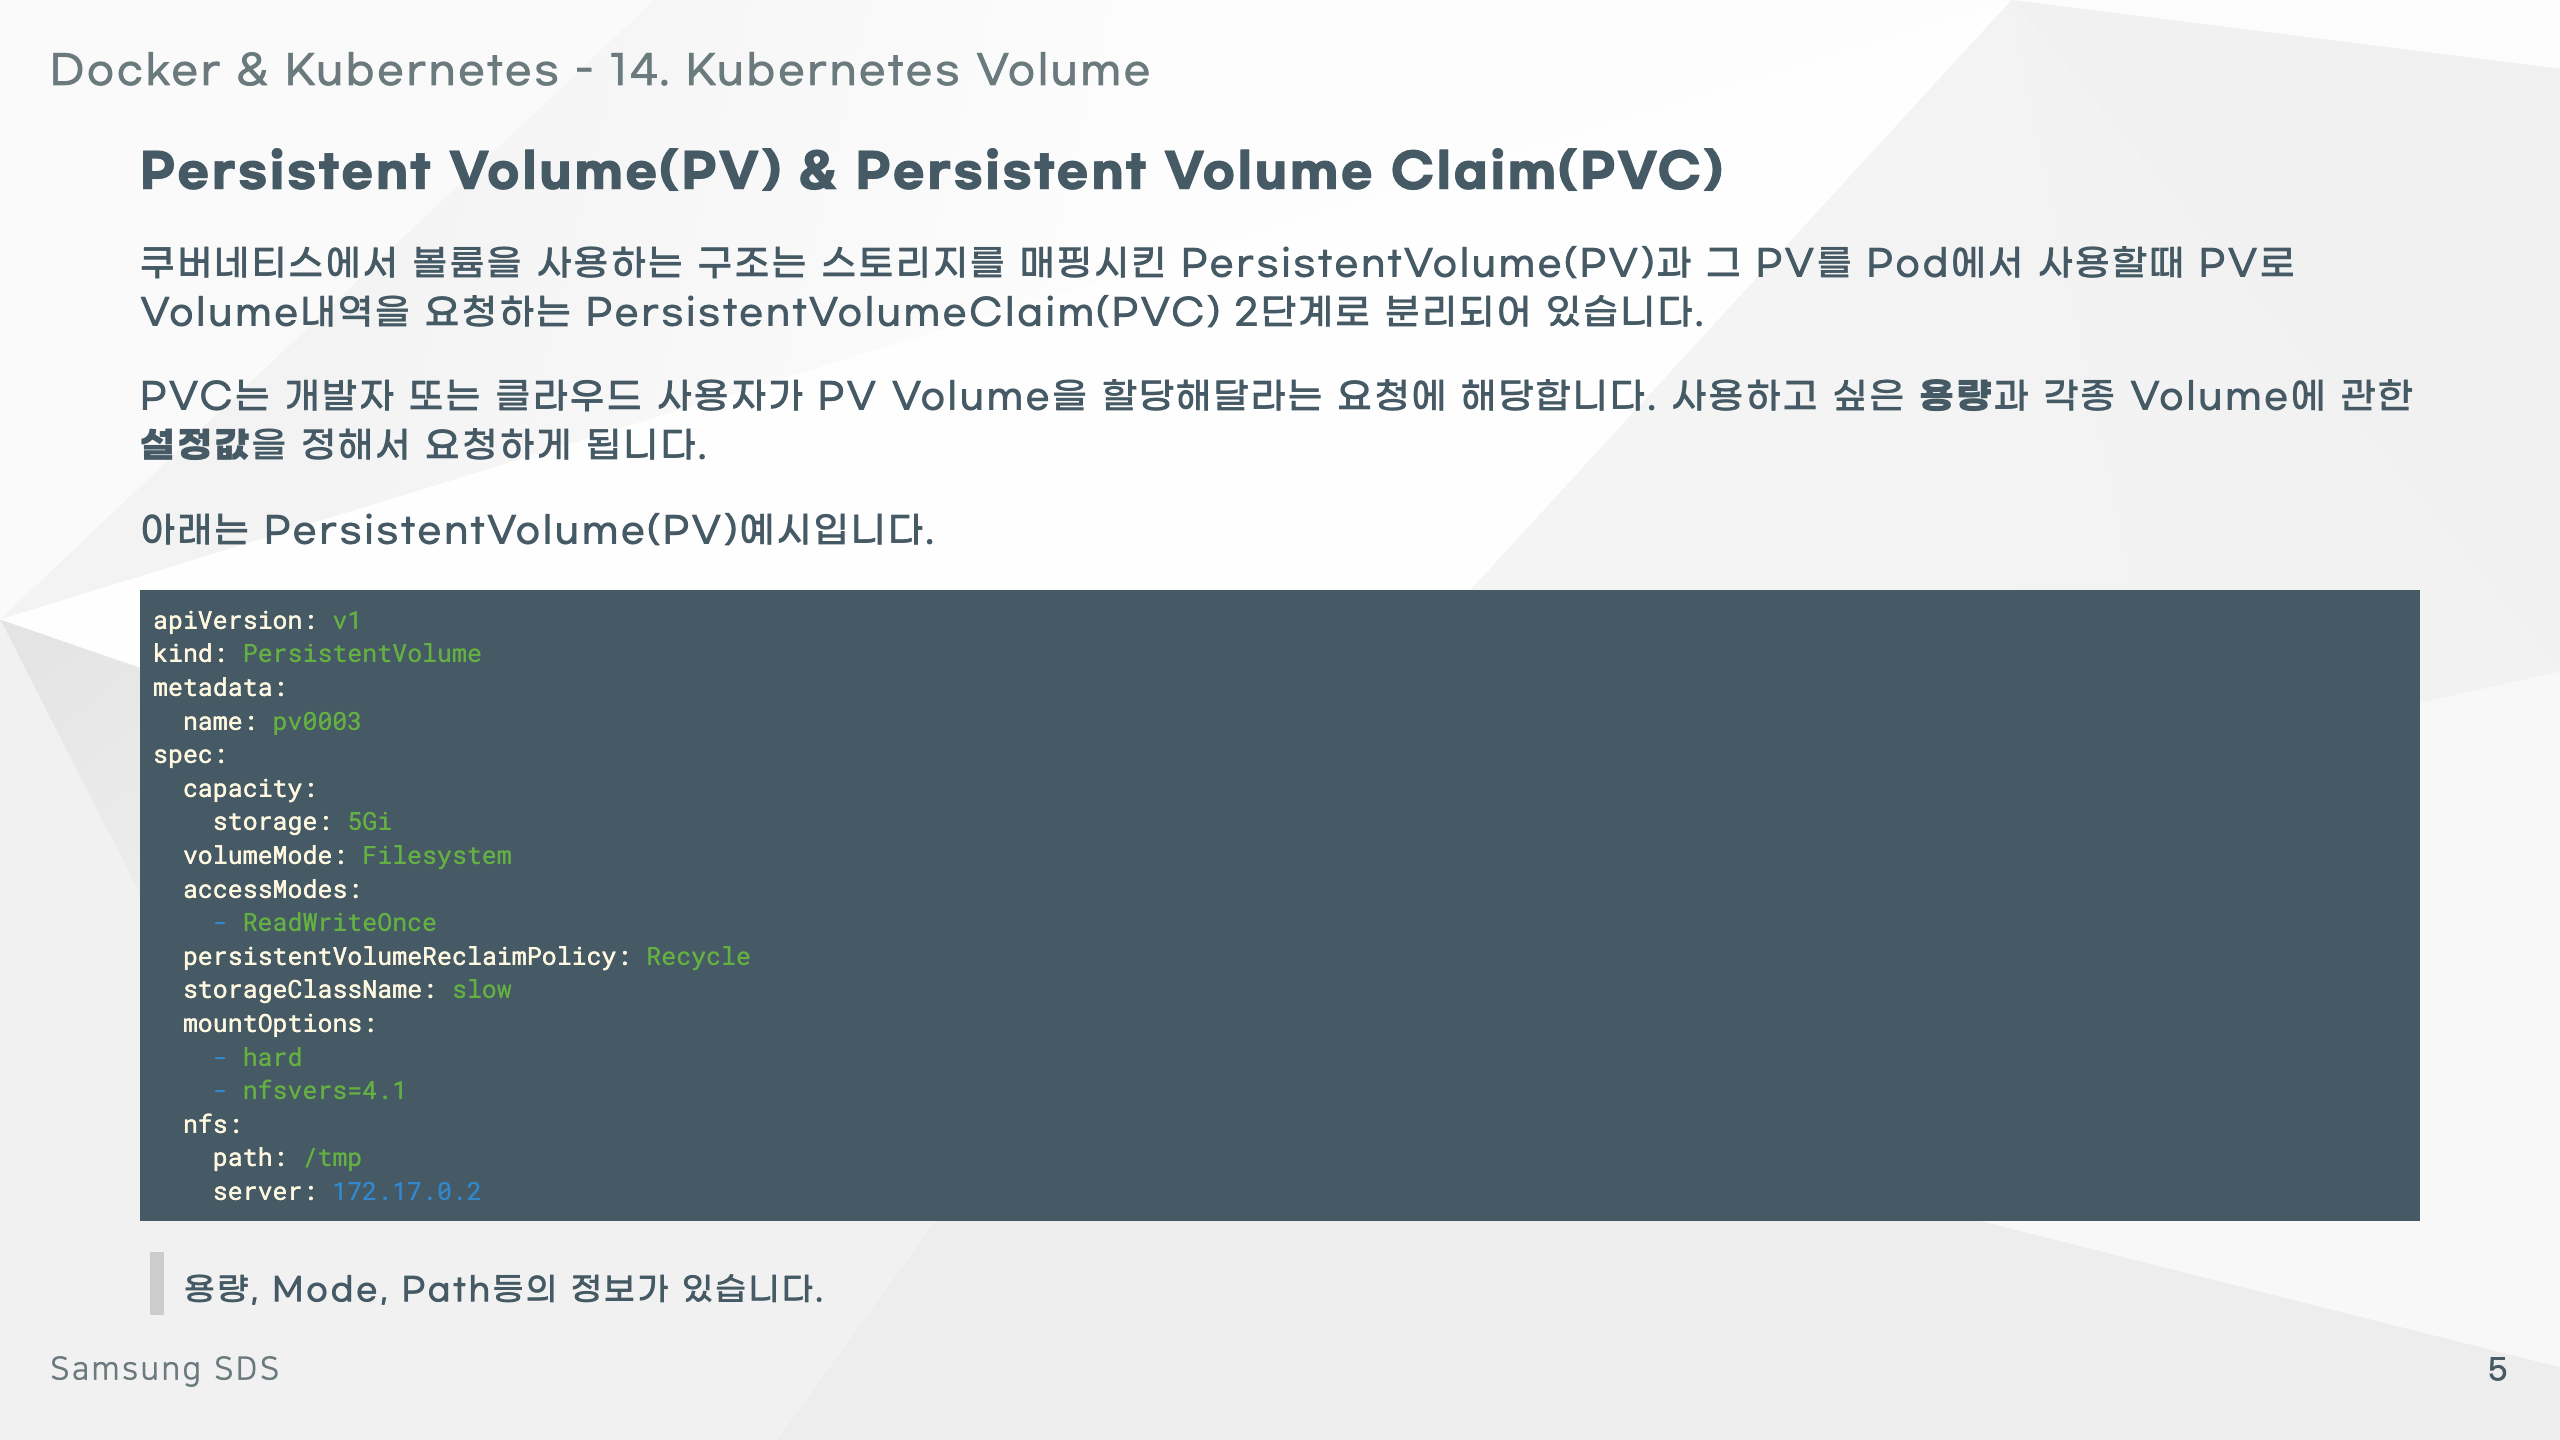 Docker & Kubernetes - 14. Kubernetes Volume
Persistent Volume(PV) & Persistent Volume Claim(PVC)
쿠버네티스에서 볼륨을 사용하는 구조는 스토리지를 매핑시킨 PersistentVolume(PV)과 그 PV를 Pod에서 사용할때 PV로
Volume내역을 요청하는 PersistentVolumeClaim(PVC) 2단계로 분리되어 있습니다.
PVC는 개발자 또는 클라우드 사용자가 PV Volume을 할당해달라는 요청에 해당합니다. 사용하고 싶은 용량과 각종 Volume에 관한
설정값을 정해서 요청하게 됩니다.
아래는 PersistentVolume(PV)예시입니다.
apiVersion: v1
kind: PersistentVolume
metadata:
  name: pv0003
spec:
  capacity:
    storage: 5Gi
  volumeMode: Filesystem
  accessModes:
    - ReadWriteOnce
  persistentVolumeReclaimPolicy: Recycle
  storageClassName: slow
  mountOptions:
    - hard
    - nfsvers=4.1
  nfs:
    path: /tmp
    server: 172.17.0.2
용량, Mode, Path등의 정보가 있습니다.
Samsung SDS
5